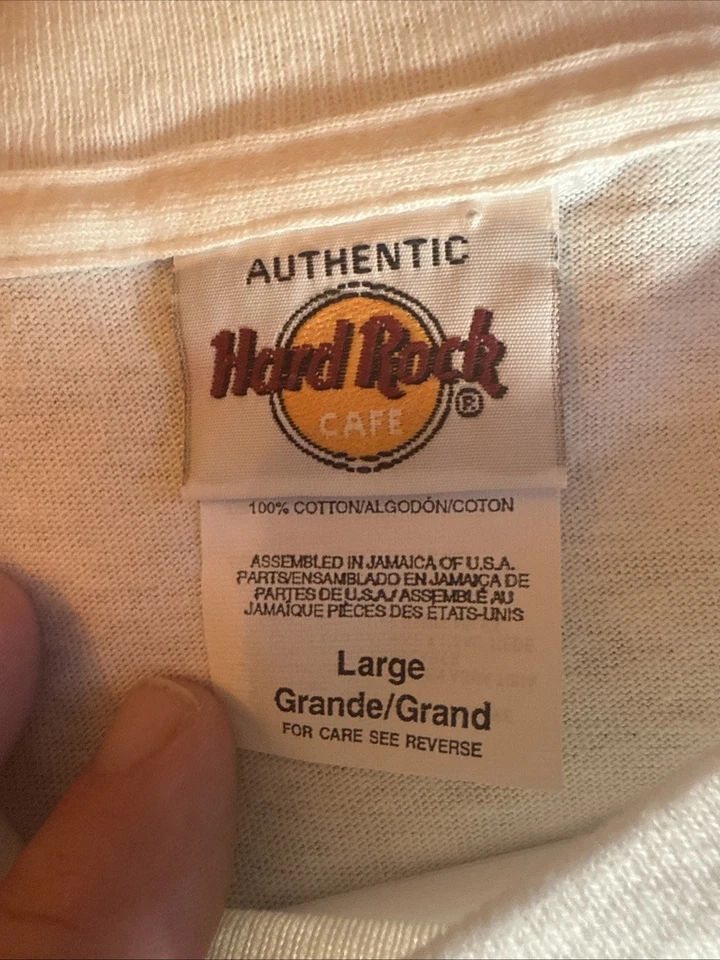 AUTHENTIC
Hard Rock
CAFE ®
100% COTTON/ALGODÓN/COTON
ASSEMBLED IN JAMAICA OF U.S.A.
PARTS/ENSAMBLADO EN JAMAICA DE
PARTES DE U.S.A./ ASSEMBLÉ AU
JAMAÏQUE PIÈCES DES ÉTATS-UNIS
Large
Grande/Grand
FOR CARE SEE REVERSE